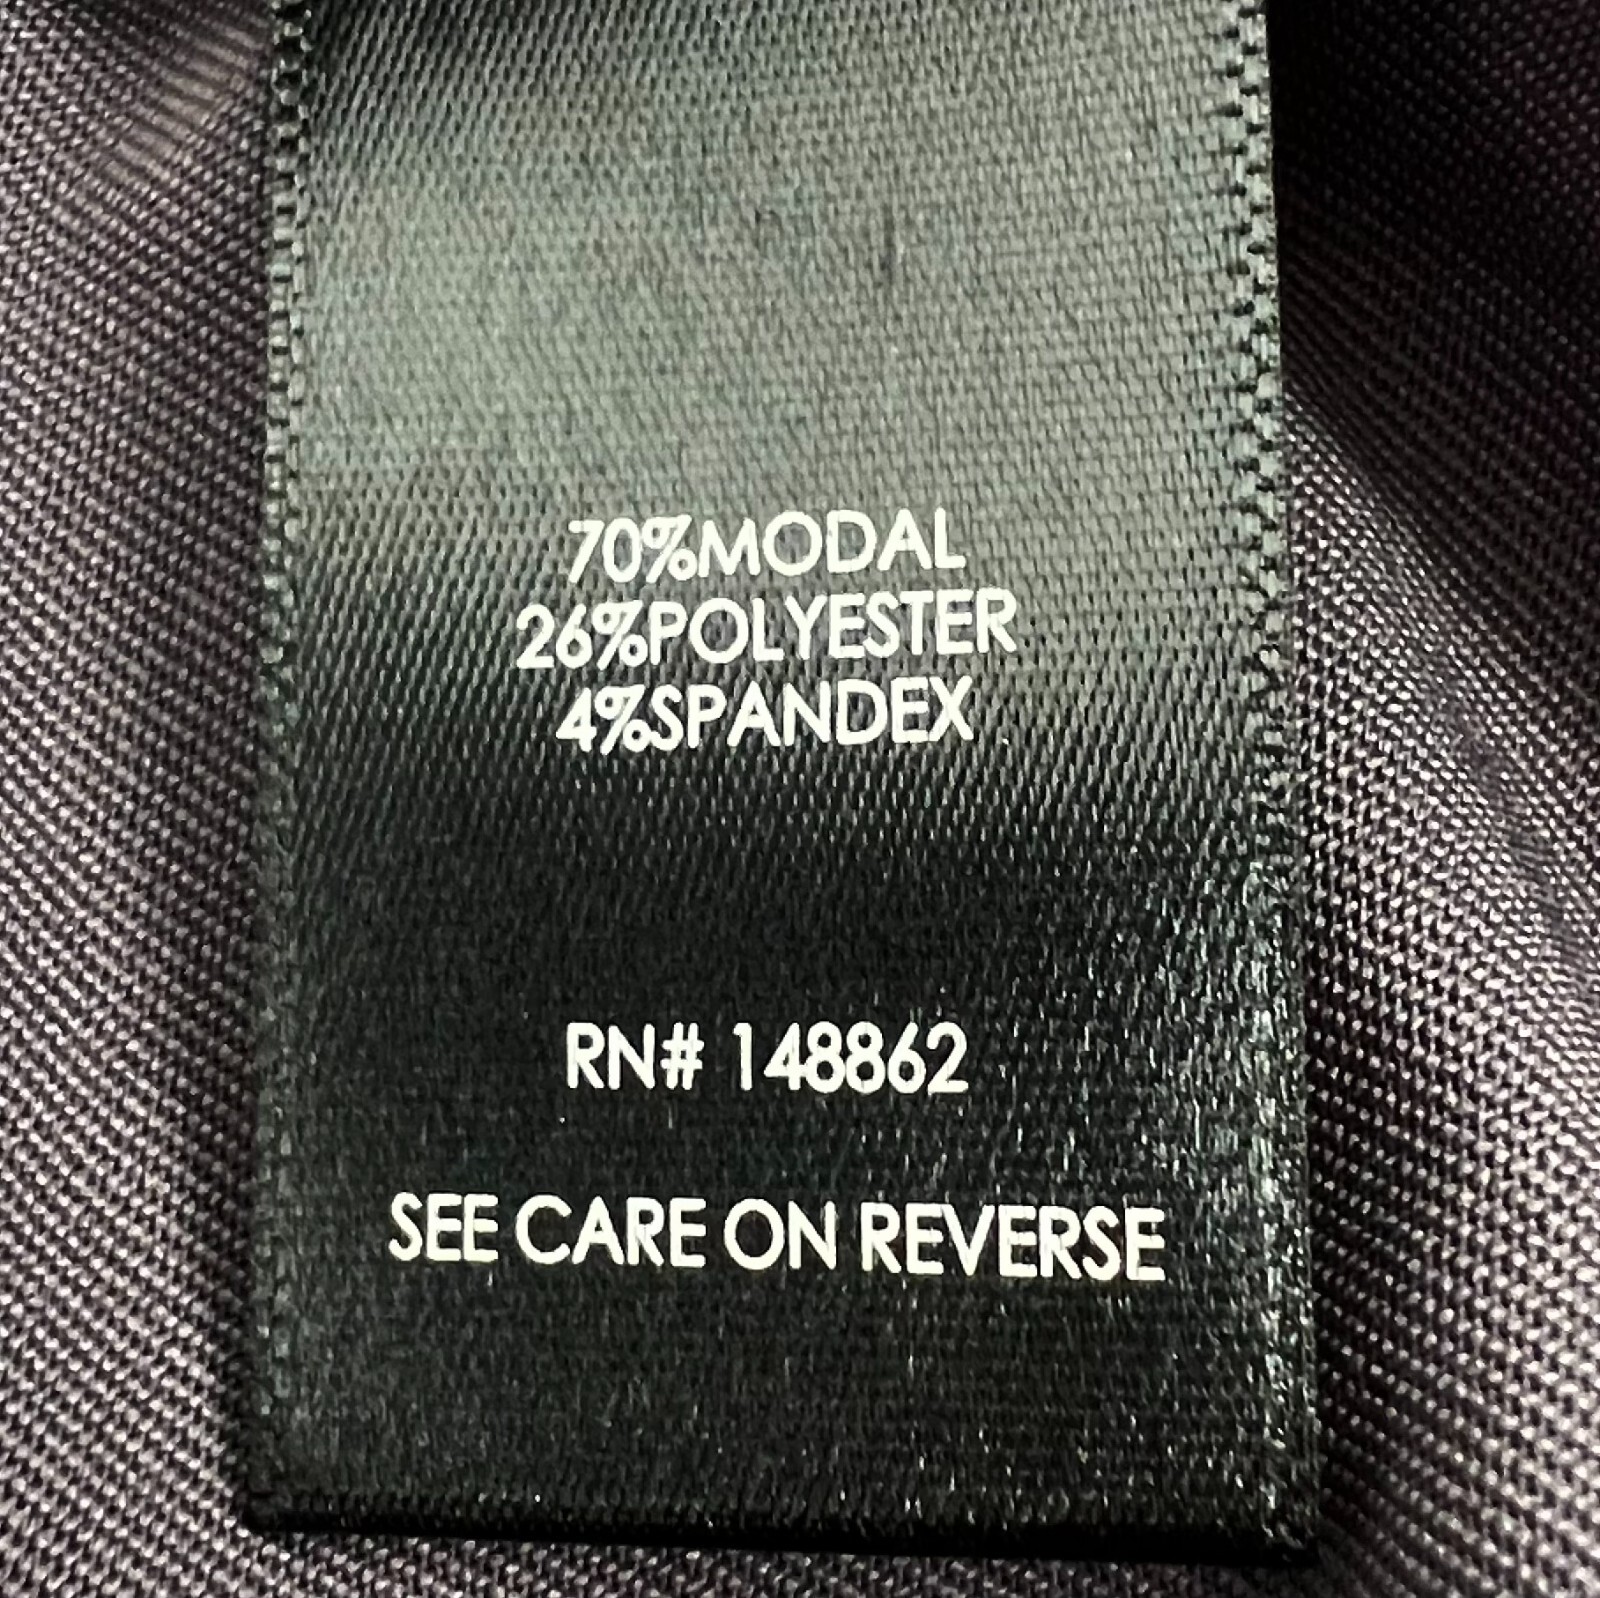 70%MODAL
26%POLYESTER
4%SPANDEX
RN# 148862
SEE CARE ON REVERSE